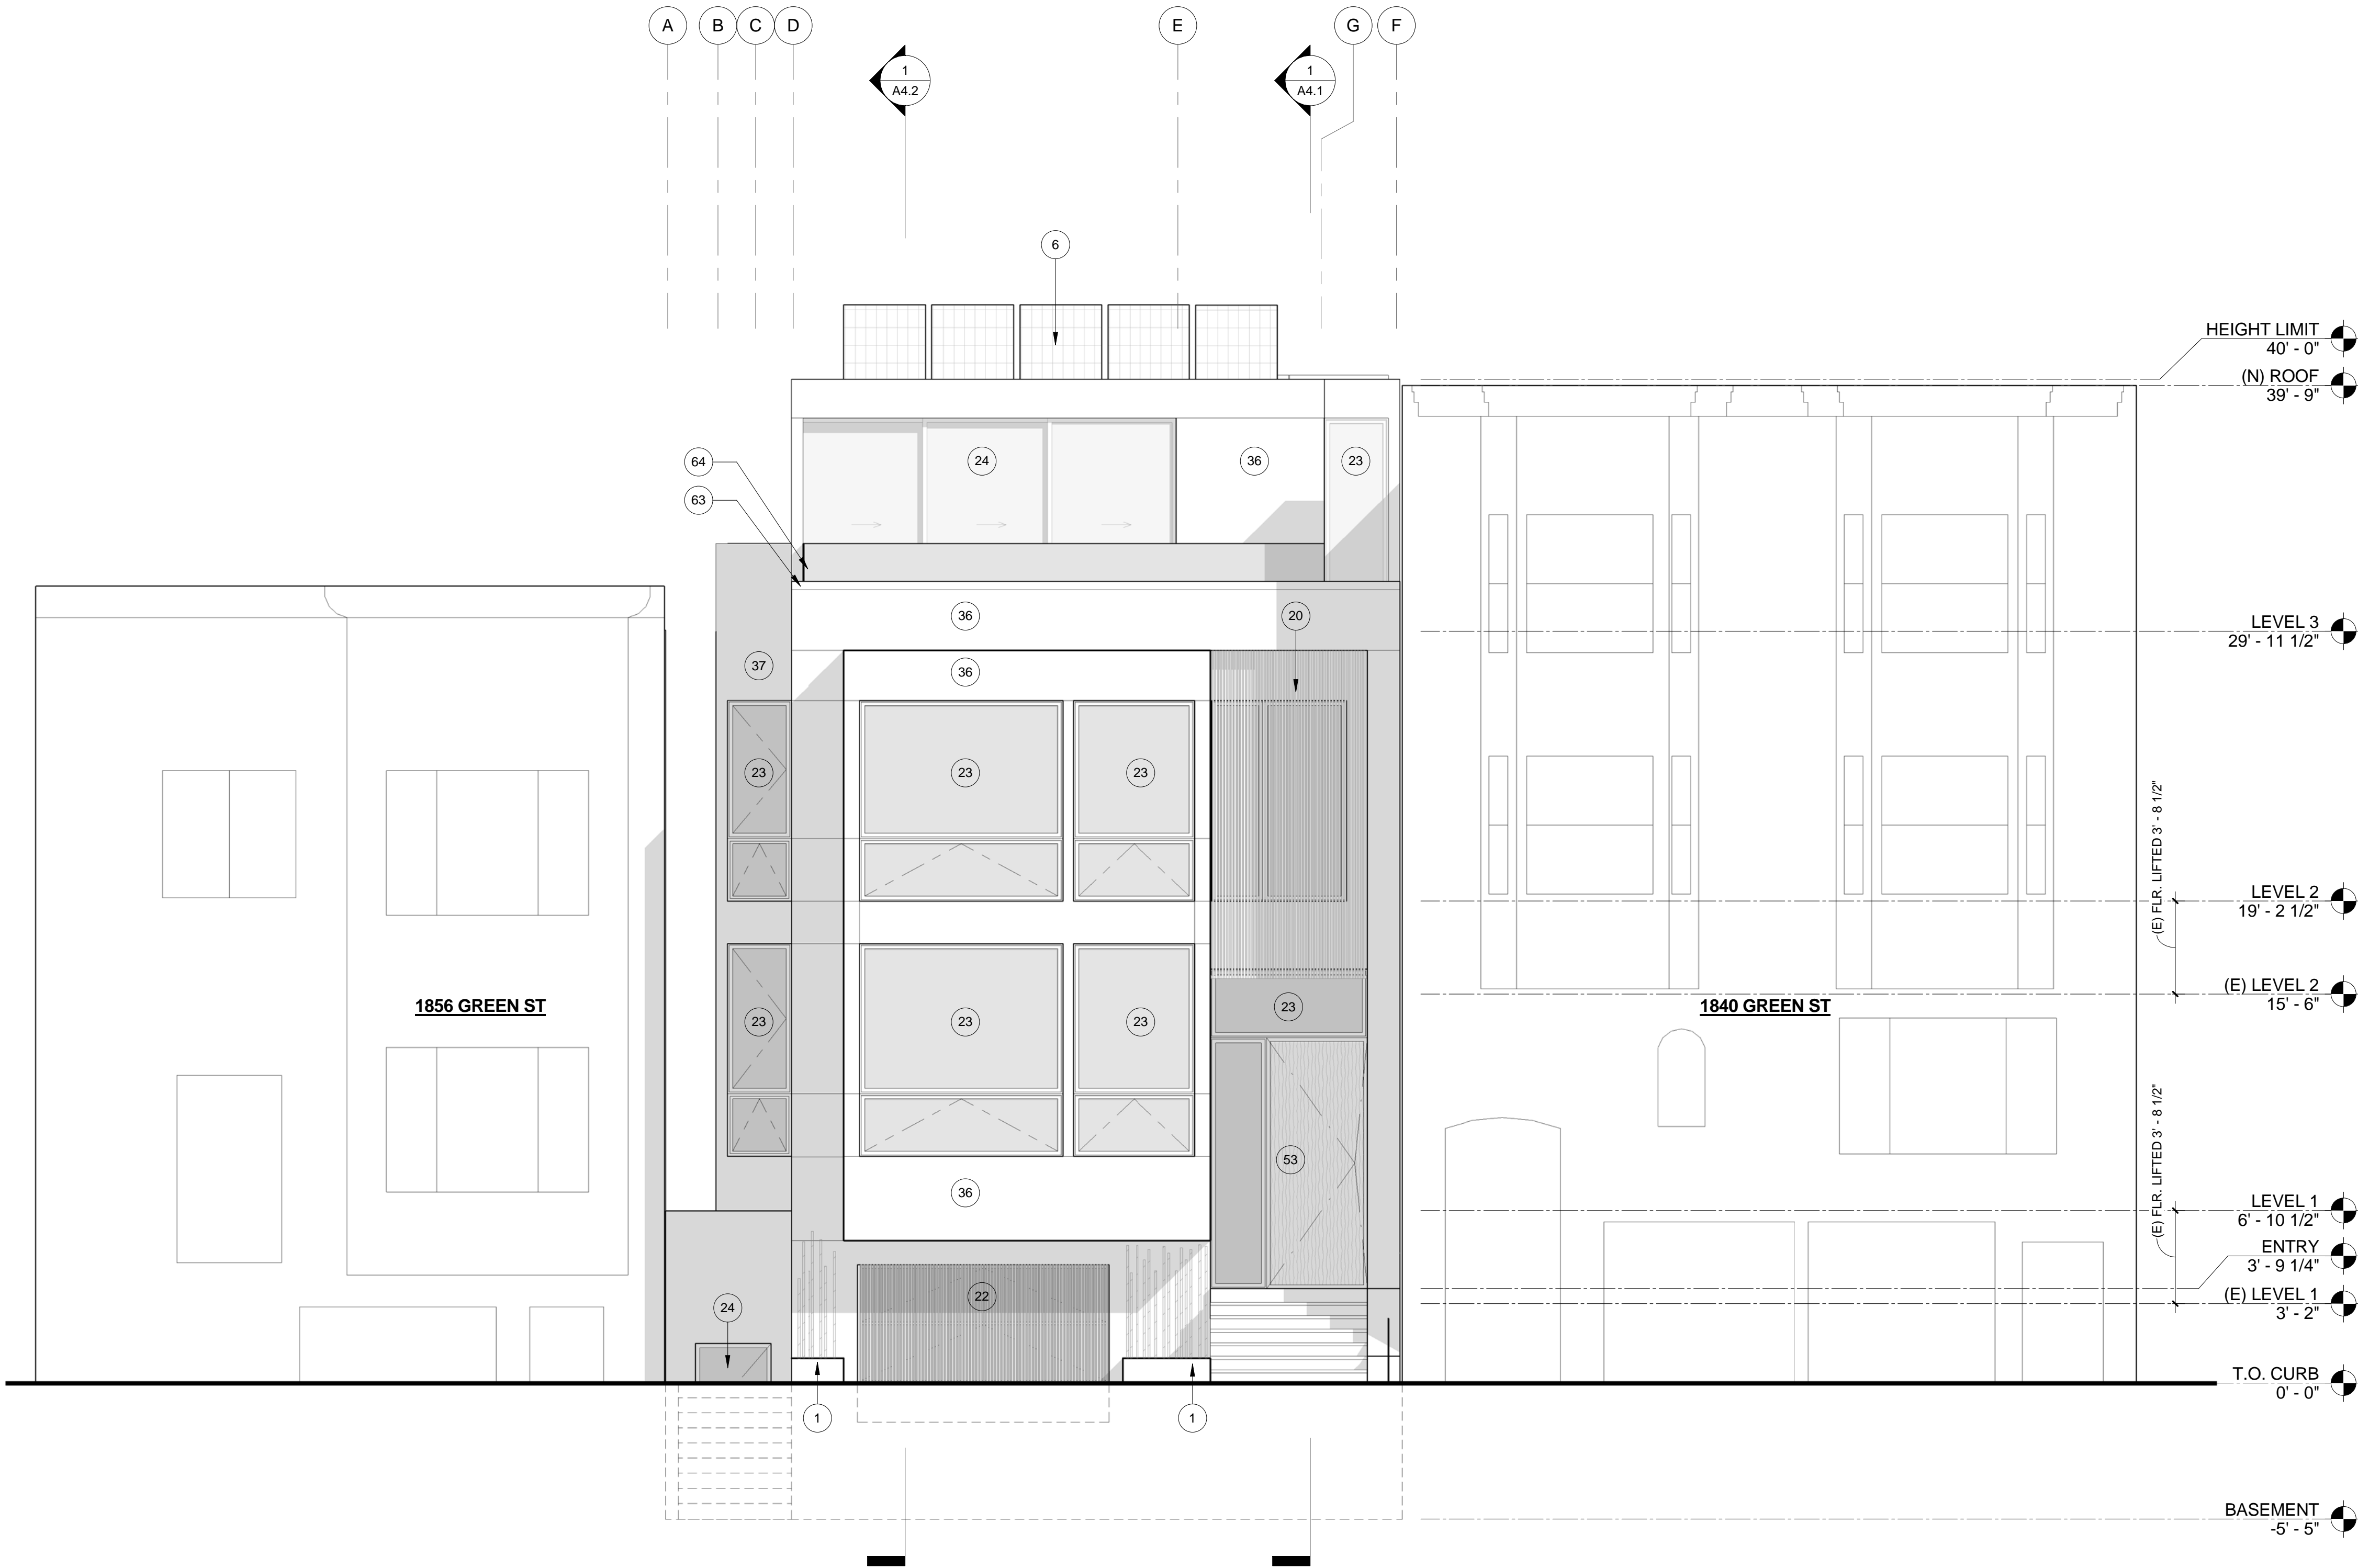 A B C D E G F
1
A4.2
1
A4.1
6
HEIGHT LIMIT
40' - 0"
(N) ROOF
39' - 9"
64
24
36
23
63
36
20
LEVEL 3
29' - 11 1/2"
37
36
23
23
23
(E) FLR. LIFTED 3' - 8 1/2"
LEVEL 2
19' - 2 1/2"
1856 GREEN ST
23
23
23
23
1840 GREEN ST
(E) LEVEL 2
15' - 6"
53
36
(E) FLR. LIFTED 3' - 8 1/2"
LEVEL 1
6' - 10 1/2"
ENTRY
3' - 9 1/4"
24
22
(E) LEVEL 1
3' - 2"
T.O. CURB
0' - 0"
1
1
BASEMENT
-5' - 5"